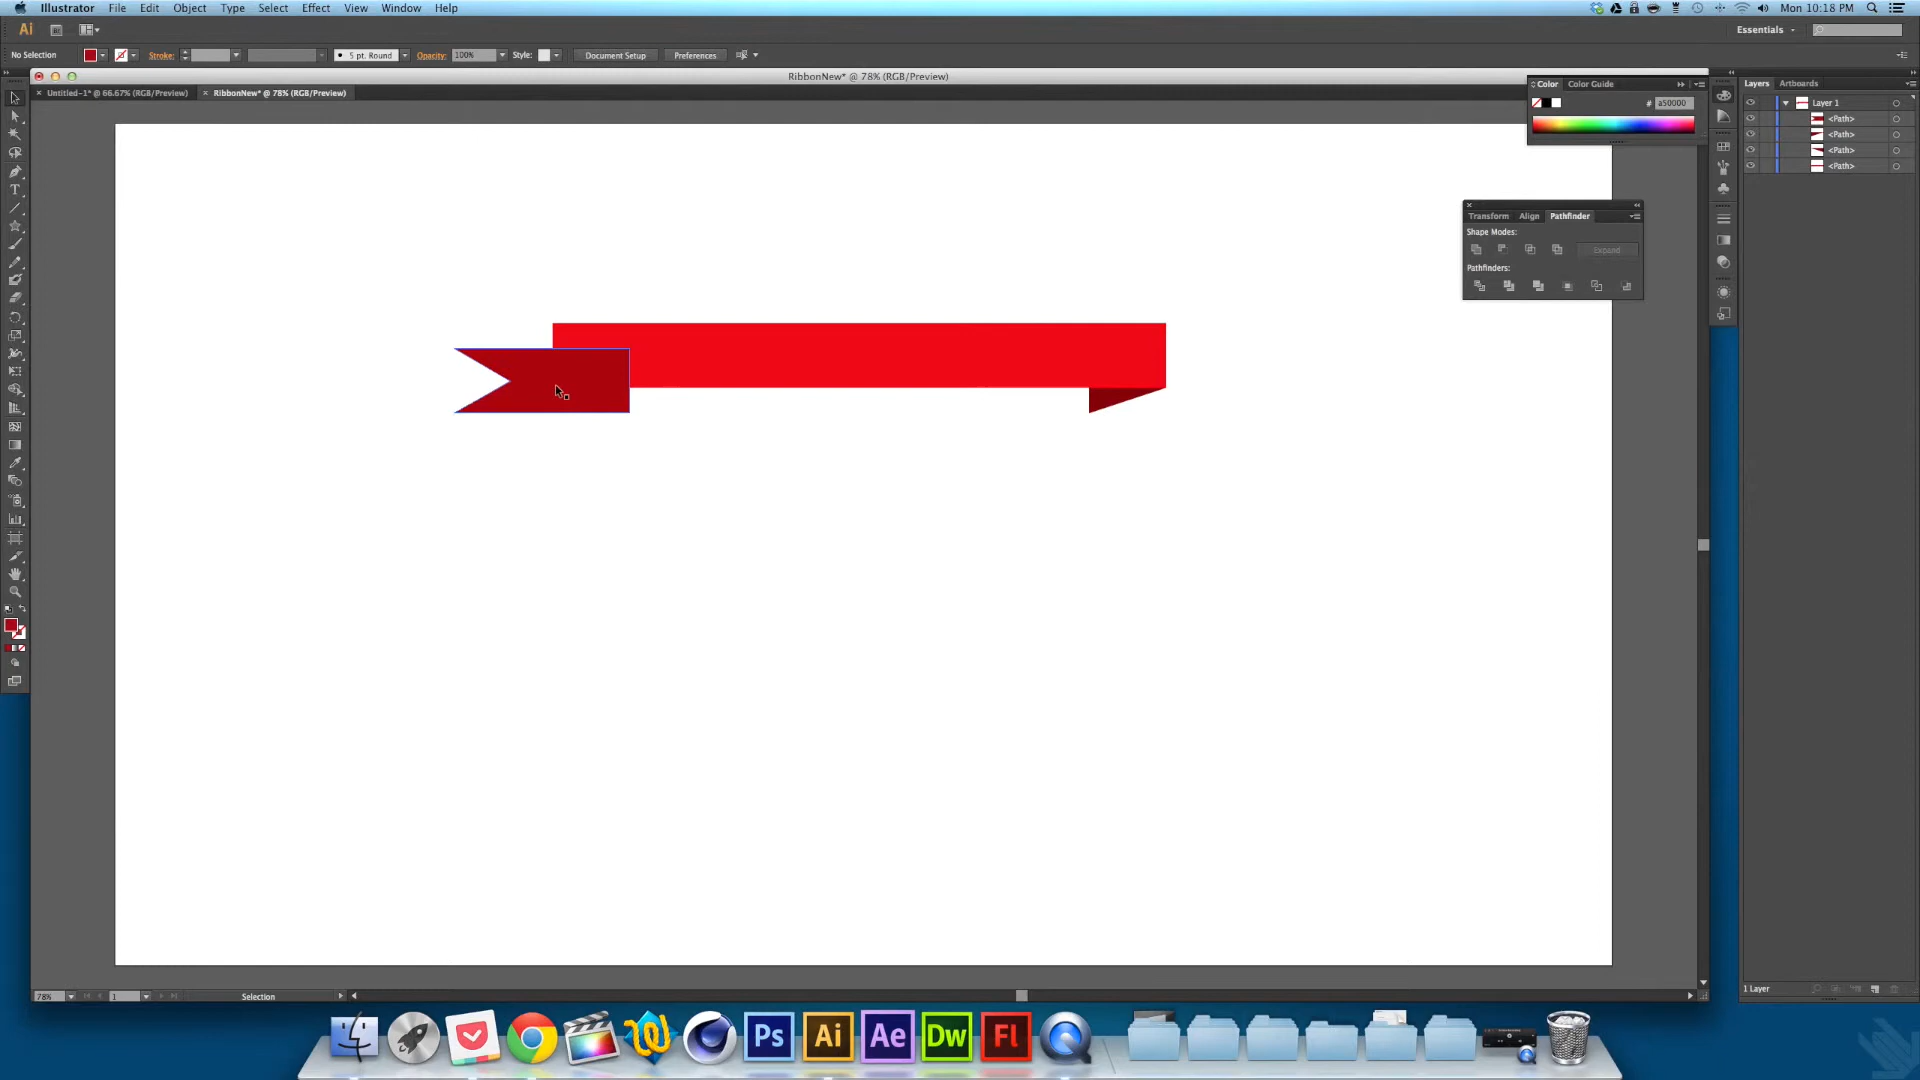 Illustrator File Edit Object Type Select Effect View Window Help Mon 10:18 PM
Ai Essentials
No Selection Stroke: 5 pt. Round Opacity: 100% Style: Document Setup Preferences
RibbonNew* @ 78% (RGB/Preview)
Untitled-1* @ 66.67% (RGB/Preview) RibbonNew* @ 78% (RGB/Preview)
Color Color Guide
# a50000
Layers Artboards
Layer 1
<Path>
<Path>
<Path>
<Path>
Transform Align Pathfinder
Shape Modes:
Expand
Pathfinders:
T
78% 1 Selection
1 Layer
Ps Ai Ae Dw Fl